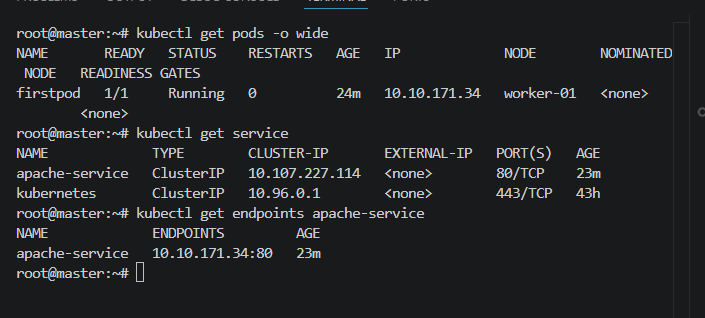 root@master:~# kubectl get pods -o wide
NAME       READY   STATUS    RESTARTS   AGE   IP             NODE        NOMINATED
 NODE   READINESS GATES
firstpod   1/1     Running   0          24m   10.10.171.34   worker-01   <none>
        <none>
root@master:~# kubectl get service
NAME             TYPE        CLUSTER-IP       EXTERNAL-IP   PORT(S)   AGE
apache-service   ClusterIP   10.107.227.114   <none>        80/TCP    23m
kubernetes       ClusterIP   10.96.0.1        <none>        443/TCP   43h
root@master:~# kubectl get endpoints apache-service
NAME             ENDPOINTS         AGE
apache-service   10.10.171.34:80   23m
root@master:~#